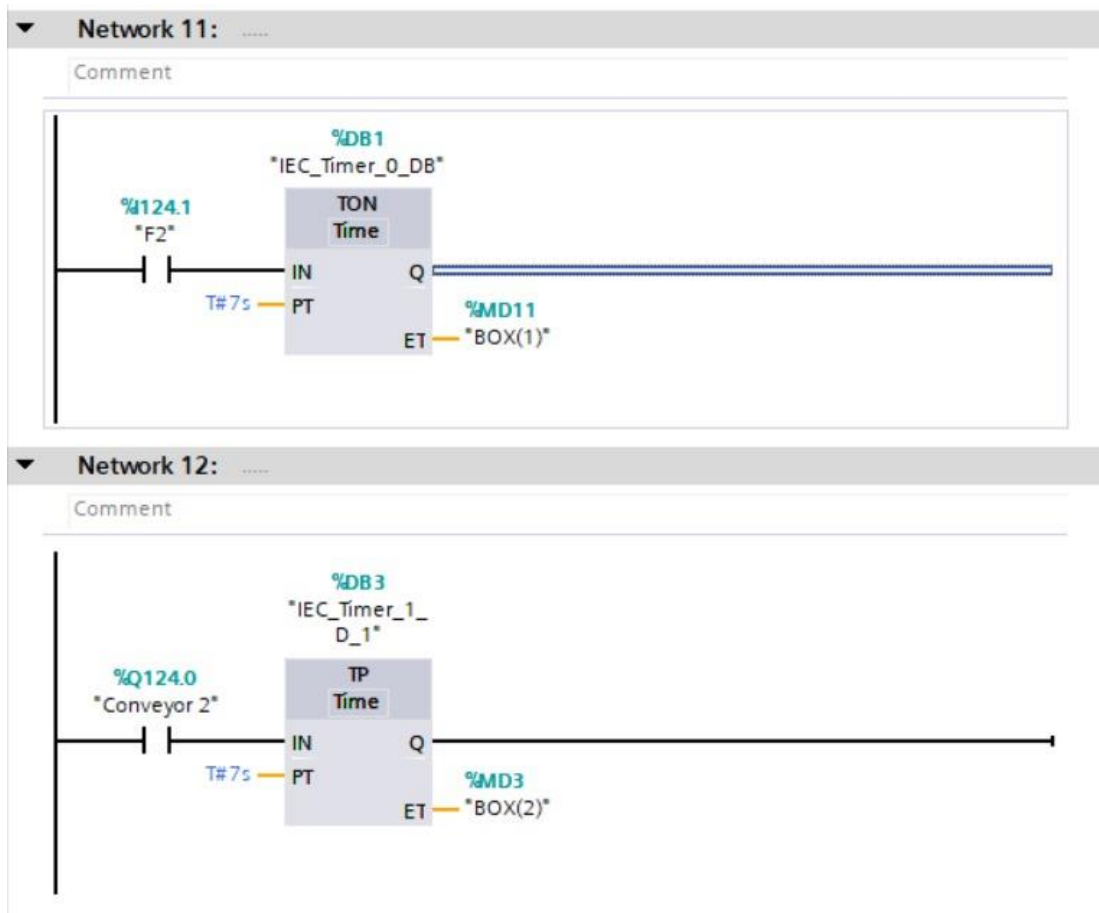 Network 11: .....
Comment
%DB1
"IEC_Timer_0_DB"
%I124.1
"F2"
TON
Time
IN
Q
T#7s
PT
%MD11
ET
"BOX(1)"
Network 12: .....
Comment
%DB3
"IEC_Timer_1_
D_1"
%Q124.0
"Conveyor 2"
TP
Time
IN
Q
T#7s
PT
%MD3
ET
"BOX(2)"